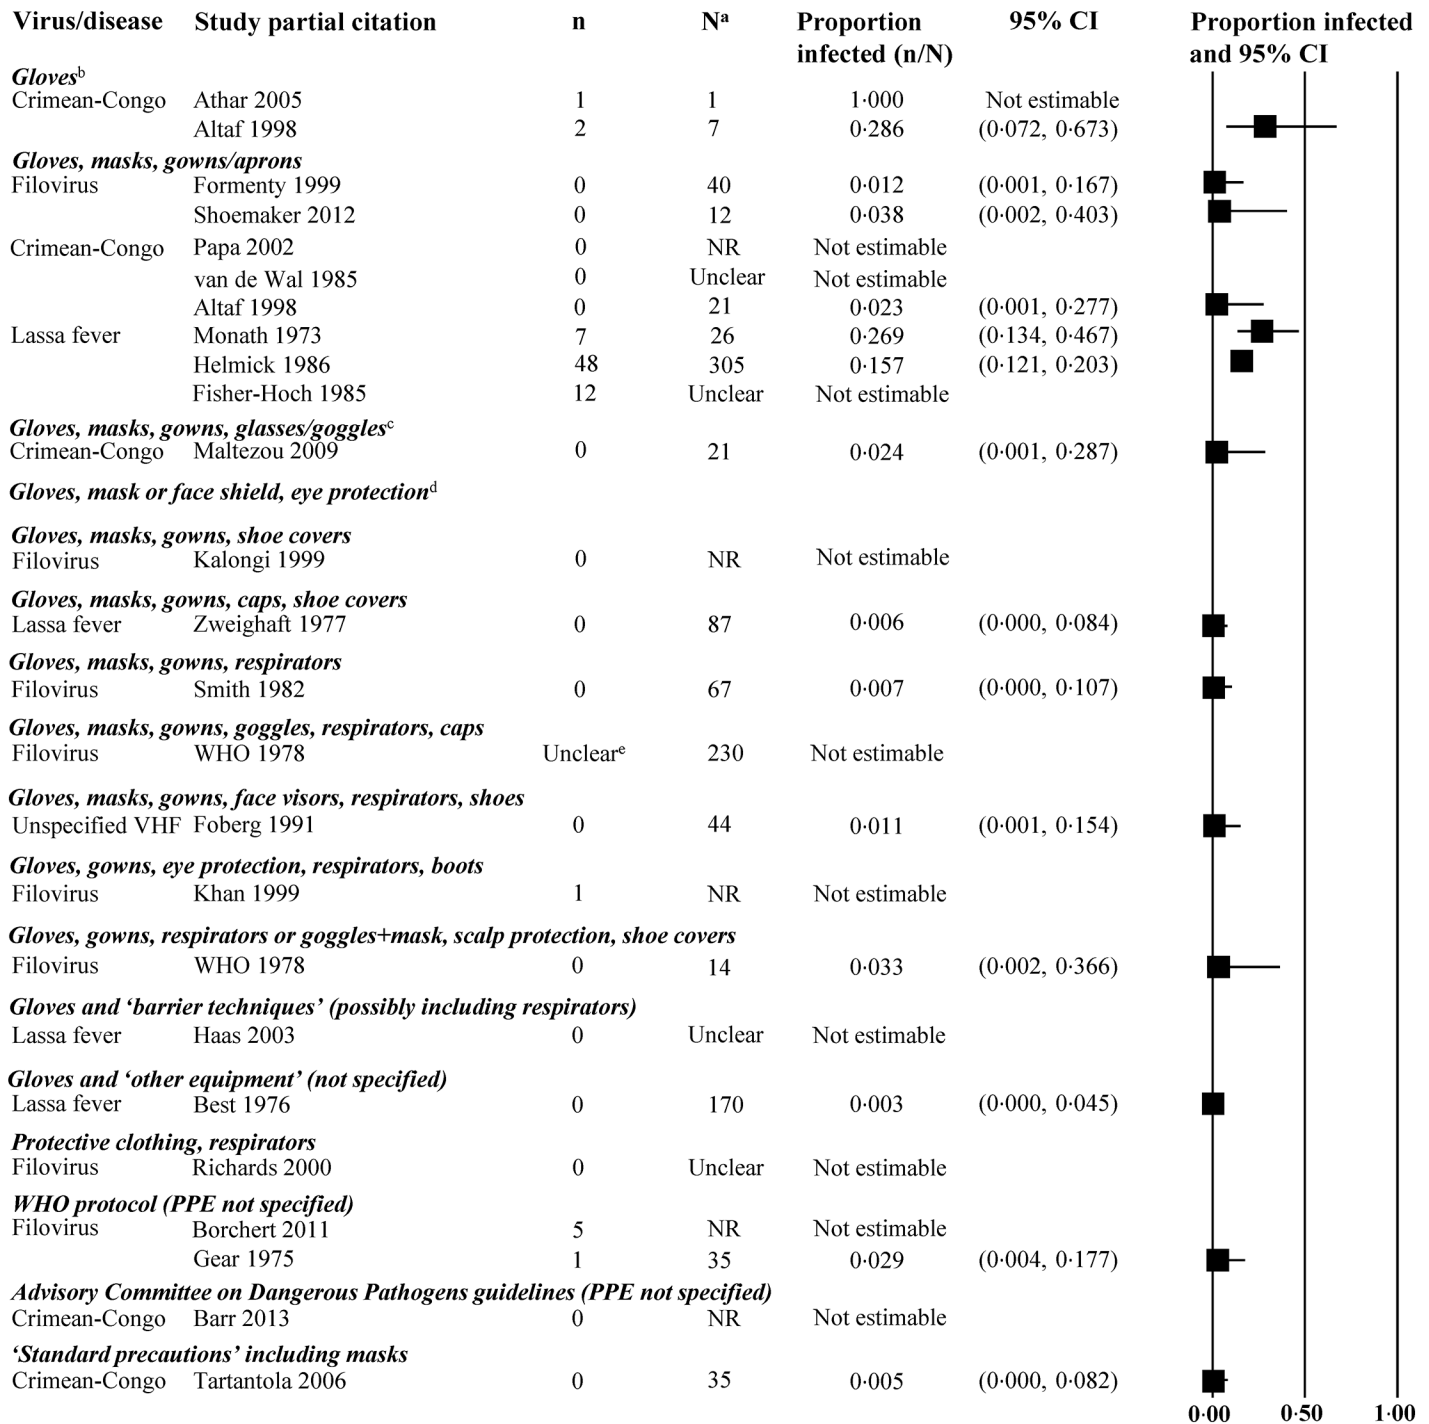 Virus/disease Study partial citation n Nᵃ Proportion infected (n/N) 95% CI Proportion infected and 95% CI
Glovesᵇ
Crimean-Congo Athar 2005 1 1 1·000 Not estimable
Altaf 1998 2 7 0·286 (0·072, 0·673)
Gloves, masks, gowns/aprons
Filovirus Formenty 1999 0 40 0·012 (0·001, 0·167)
Shoemaker 2012 0 12 0·038 (0·002, 0·403)
Crimean-Congo Papa 2002 0 NR Not estimable
van de Wal 1985 0 Unclear Not estimable
Altaf 1998 0 21 0·023 (0·001, 0·277)
Lassa fever Monath 1973 7 26 0·269 (0·134, 0·467)
Helmick 1986 48 305 0·157 (0·121, 0·203)
Fisher-Hoch 1985 12 Unclear Not estimable
Gloves, masks, gowns, glasses/gogglesᶜ
Crimean-Congo Maltezou 2009 0 21 0·024 (0·001, 0·287)
Gloves, mask or face shield, eye protectionᵈ
Gloves, masks, gowns, shoe covers
Filovirus Kalongi 1999 0 NR Not estimable
Gloves, masks, gowns, caps, shoe covers
Lassa fever Zweighaft 1977 0 87 0·006 (0·000, 0·084)
Gloves, masks, gowns, respirators
Filovirus Smith 1982 0 67 0·007 (0·000, 0·107)
Gloves, masks, gowns, goggles, respirators, caps
Filovirus WHO 1978 Unclearᵉ 230 Not estimable
Gloves, masks, gowns, face visors, respirators, shoes
Unspecified VHF Foberg 1991 0 44 0·011 (0·001, 0·154)
Gloves, gowns, eye protection, respirators, boots
Filovirus Khan 1999 1 NR Not estimable
Gloves, gowns, respirators or goggles+mask, scalp protection, shoe covers
Filovirus WHO 1978 0 14 0·033 (0·002, 0·366)
Gloves and ‘barrier techniques’ (possibly including respirators)
Lassa fever Haas 2003 0 Unclear Not estimable
Gloves and ‘other equipment’ (not specified)
Lassa fever Best 1976 0 170 0·003 (0·000, 0·045)
Protective clothing, respirators
Filovirus Richards 2000 0 Unclear Not estimable
WHO protocol (PPE not specified)
Filovirus Borchert 2011 5 NR Not estimable
Gear 1975 1 35 0·029 (0·004, 0·177)
Advisory Committee on Dangerous Pathogens guidelines (PPE not specified)
Crimean-Congo Barr 2013 0 NR Not estimable
‘Standard precautions’ including masks
Crimean-Congo Tartantola 2006 0 35 0·005 (0·000, 0·082)
0·00 0·50 1·00